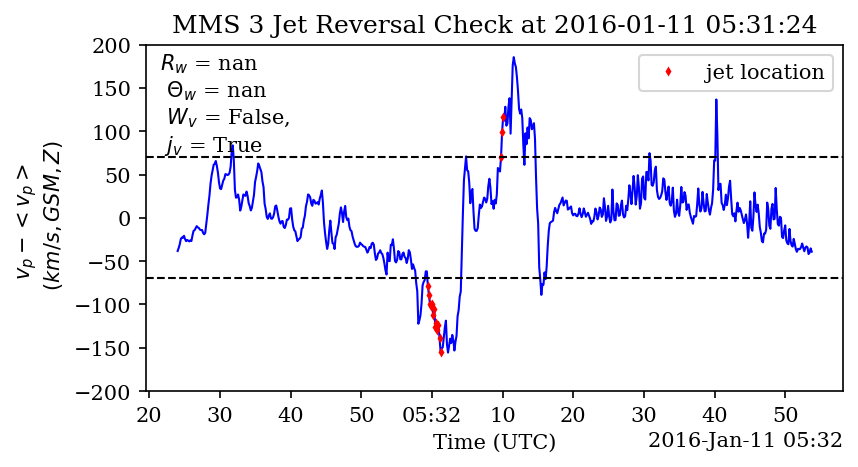 MMS 3 Jet Reversal Check at 2016-01-11 05:31:24
R_w = nan
Θ_w = nan
W_v = False,
j_v = True
jet location
200
150
100
50
0
−50
−100
−150
−200
v_p − < v_p >
(km/s, GSM, Z)
20 30 40 50 05:32 10 20 30 40 50
Time (UTC)
2016-Jan-11 05:32